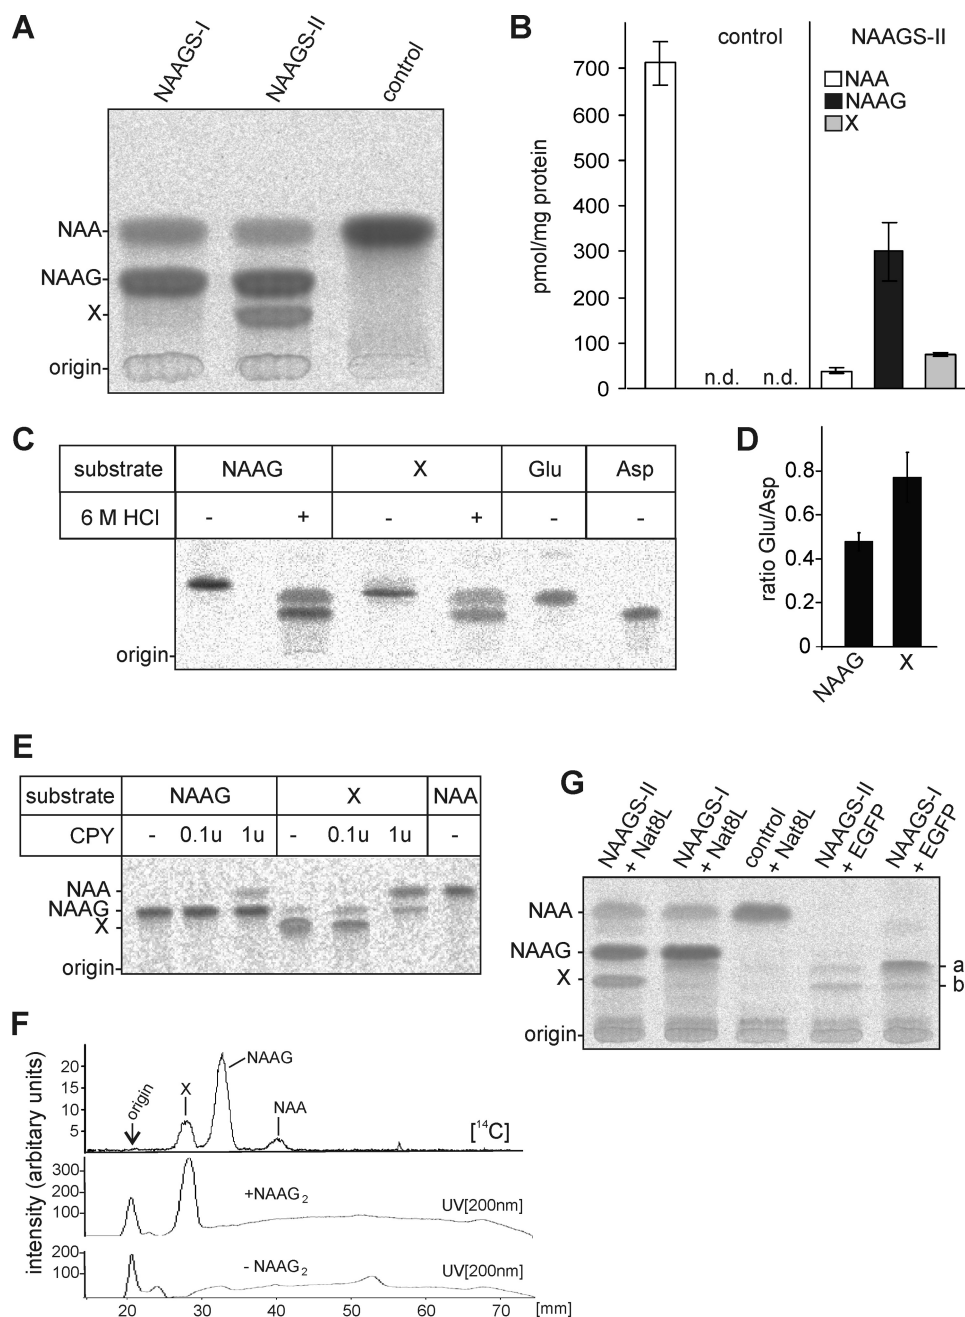 A
NAAGS-I
NAAGS-II
control
NAA
NAAG
X
origin
B
control
NAAGS-II
NAA
NAAG
X
pmol/mg protein
700
600
500
400
300
200
100
0
n.d.
n.d.
C
substrate NAAG X Glu Asp
6 M HCl - + - + - -
origin
D
ratio Glu/Asp
0.8
0.6
0.4
0.2
0
NAAG
X
E
substrate NAAG X NAA
CPY - 0.1u 1u - 0.1u 1u -
NAA
NAAG
X
origin
F
intensity (arbitary units)
20
15
10
5
origin
X
NAAG
NAA
[¹⁴C]
300
200
100
+NAAG₂
UV[200nm]
200
100
- NAAG₂
UV[200nm]
20 30 40 50 60 70 [mm]
G
NAAGS-II + Nat8L
NAAGS-I + Nat8L
control + Nat8L
NAAGS-II + EGFP
NAAGS-I + EGFP
NAA
NAAG
X
origin
a
b